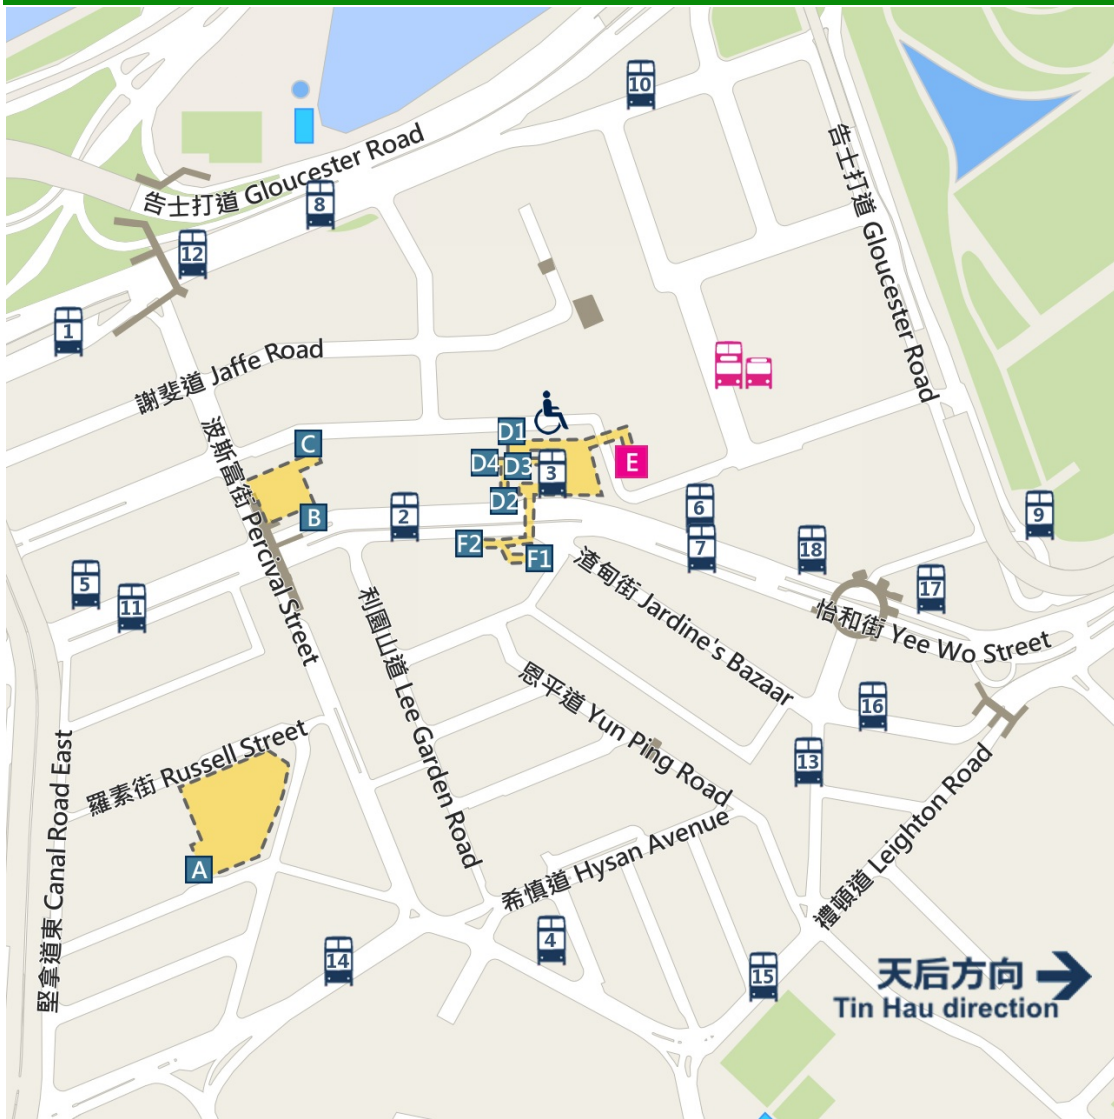 10
告士打道 Gloucester Road
告士打道 Gloucester Road
8
12
1
謝斐道 Jaffe Road
波斯富街 Percival Street
C
D1
D4
D3
3
E
B
2
D2
6
9
F2
F1
7
18
5
11
渣甸街 Jardine's Bazaar
17
怡和街 Yee Wo Street
利園山道 Lee Garden Road
恩平道 Yun Ping Road
16
13
羅素街 Russell Street
堅拿道東 Canal Road East
A
希慎道 Hysan Avenue
禮頓道 Leighton Road
14
4
15
天后方向
Tin Hau direction